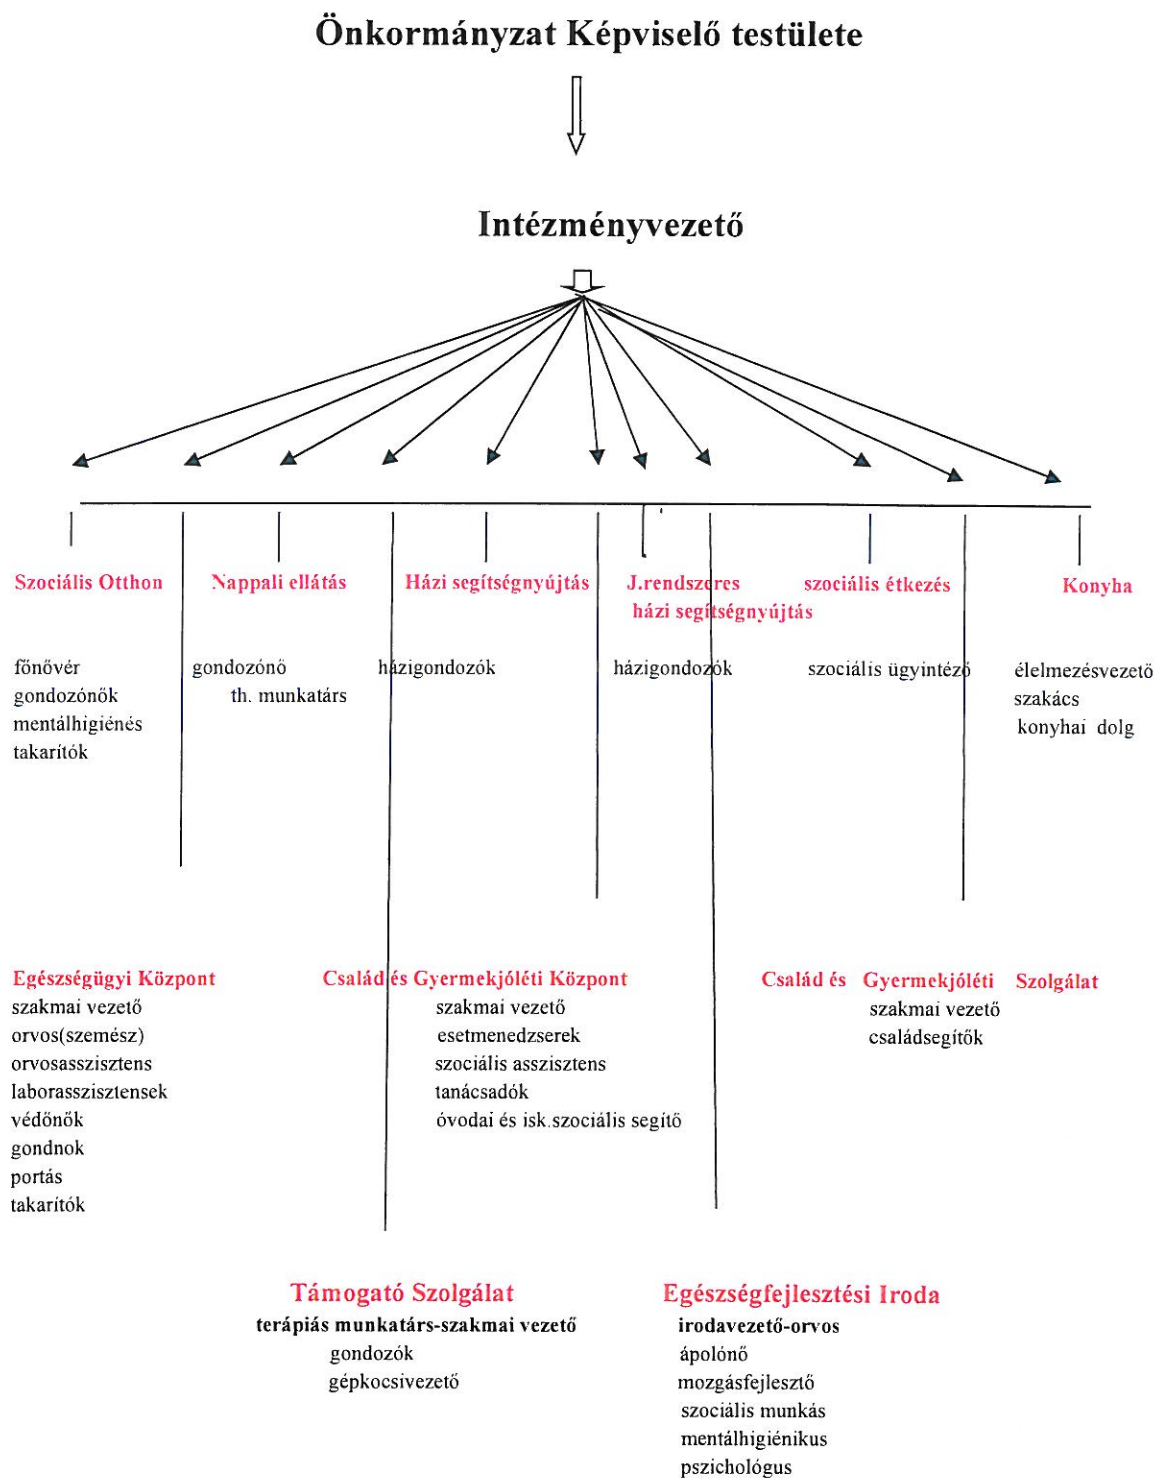 Önkormányzat Képviselő testülete
Intézményvezető
Szociális Otthon
főnővér
gondozónők
mentálhigiénés
takarítók
Nappali ellátás
gondozónő
th. munkatárs
Házi segítségnyújtás
házigondozók
J.rendszeres
házi segítségnyújtás
házigondozók
szociális étkezés
szociális ügyintéző
Konyha
élelmezésvezető
szakács
konyhai dolg
Egészségügyi Központ
szakmai vezető
orvos(szemész)
orvosasszisztens
laborasszisztensek
védőnők
gondnok
portás
takarítók
Család és Gyermekjóléti Központ
szakmai vezető
esetmenedzserek
szociális asszisztens
tanácsadók
óvodai és isk.szociális segítő
Család és Gyermekjóléti Szolgálat
szakmai vezető
családsegítők
Támogató Szolgálat
terápiás munkatárs-szakmai vezető
gondozók
gépkocsivezető
Egészségfejlesztési Iroda
irodavezető-orvos
ápolónő
mozgásfejlesztő
szociális munkás
mentálhigiénikus
pszichológus